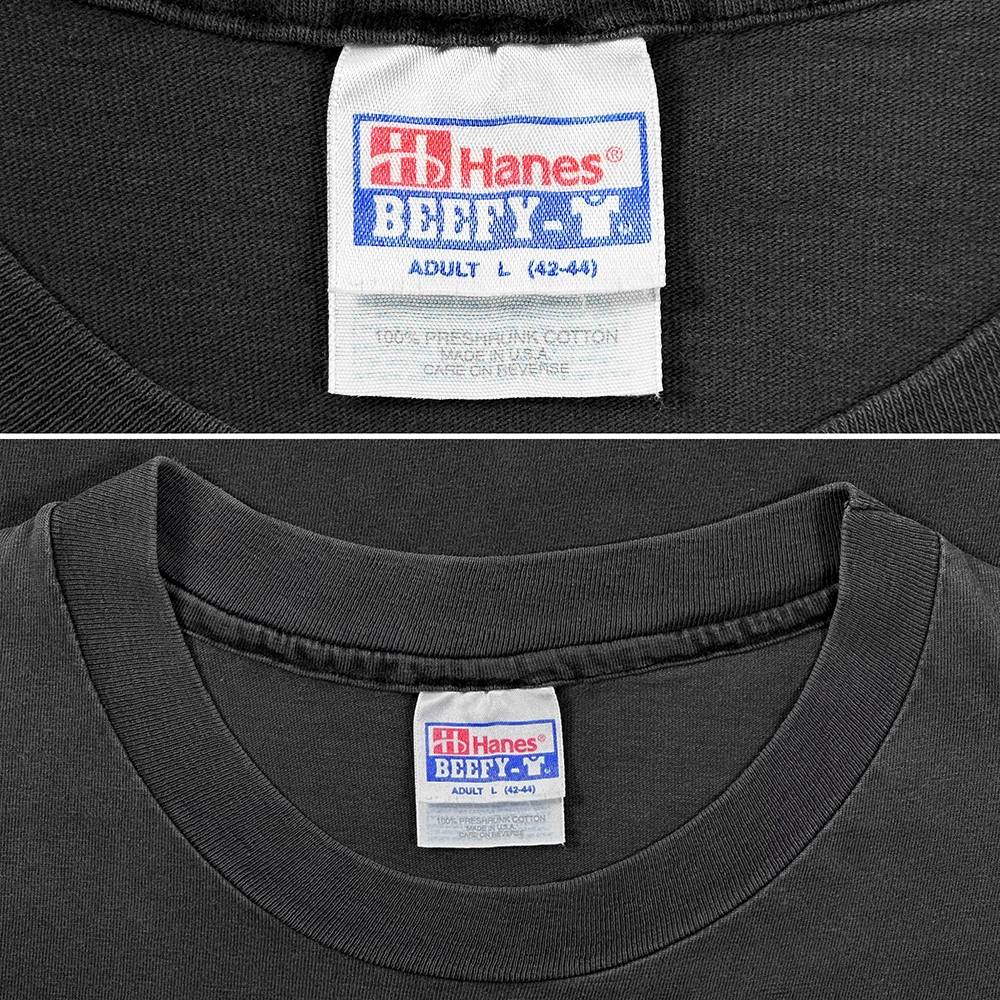 Hanes®
BEEFY-
ADULT L (42-44)
100% PRESHRUNK COTTON
MADE IN U.S.A.
CARE ON REVERSE
Hanes®
BEEFY-
ADULT L (42-44)
100% PRESHRUNK COTTON
MADE IN U.S.A.
CARE ON REVERSE